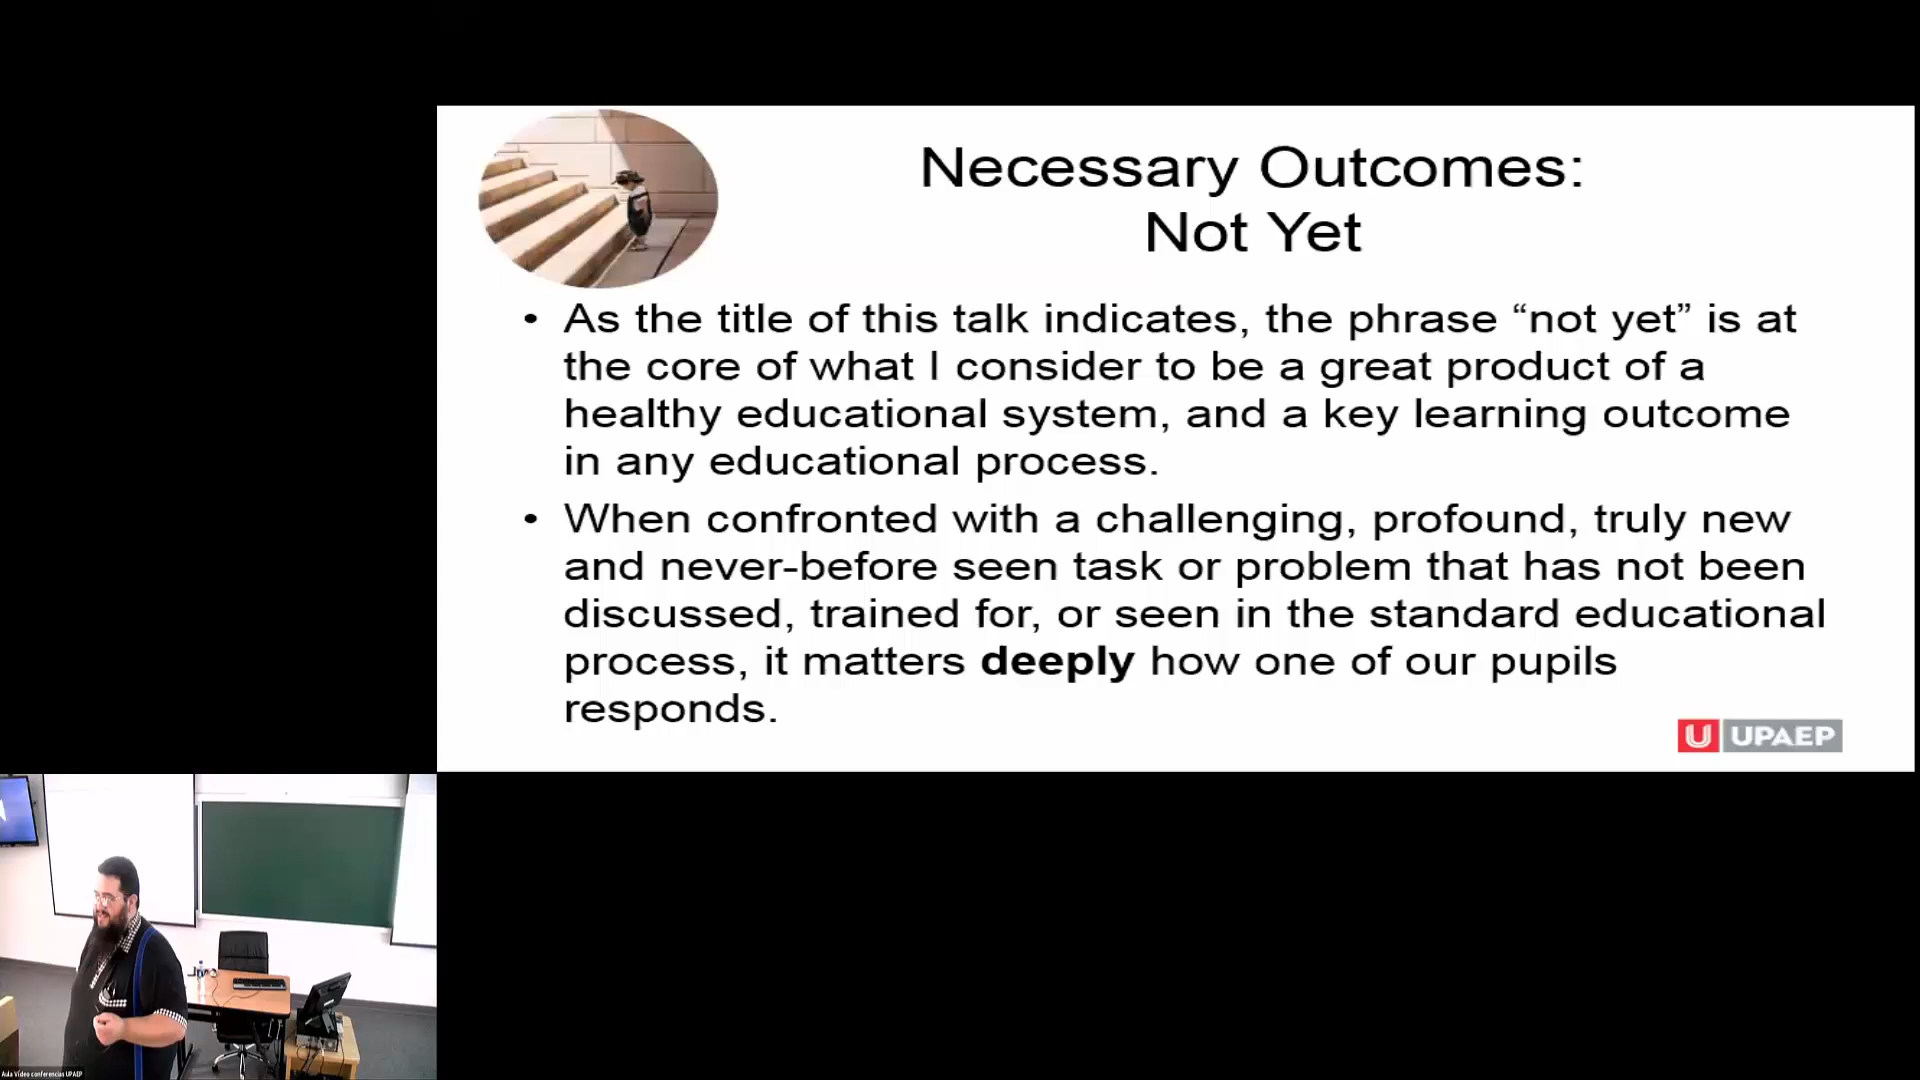 Necessary Outcomes:
Not Yet
• As the title of this talk indicates, the phrase “not yet” is at
the core of what I consider to be a great product of a
healthy educational system, and a key learning outcome
in any educational process.
• When confronted with a challenging, profound, truly new
and never-before seen task or problem that has not been
discussed, trained for, or seen in the standard educational
process, it matters deeply how one of our pupils
responds.
U UPAEP
Aula Video conferencias UPAEP